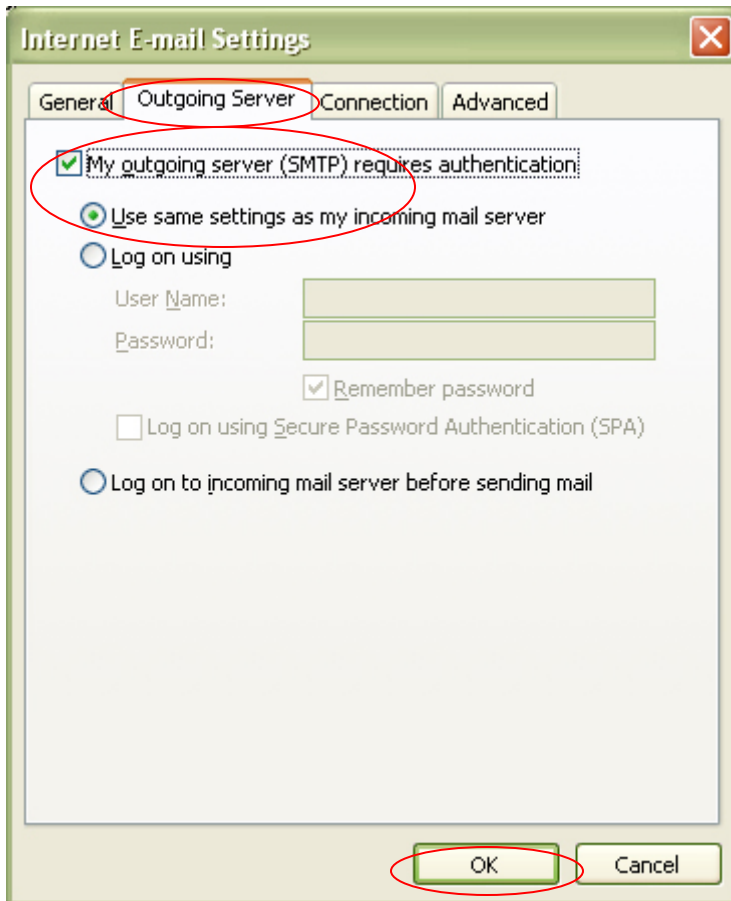 Internet E-mail Settings
General Outgoing Server Connection Advanced
My outgoing server (SMTP) requires authentication
Use same settings as my incoming mail server
Log on using
User Name:
Password:
Remember password
Log on using Secure Password Authentication (SPA)
Log on to incoming mail server before sending mail
OK Cancel